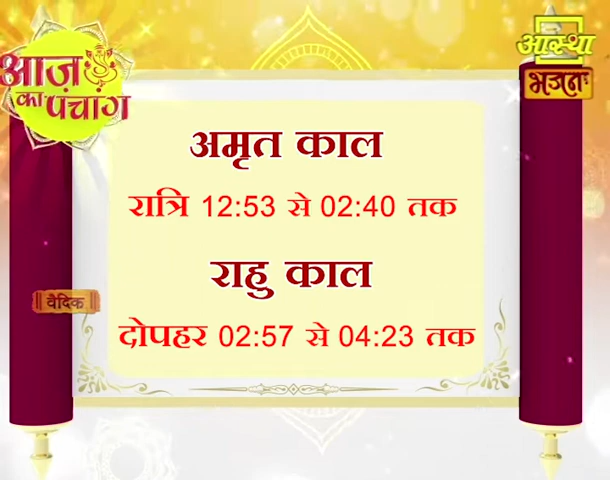 आज
का पंचांग
आस्था
भजन
अमृत काल
रात्रि 12:53 से 02:40 तक
राहु काल
वैदिक
दोपहर 02:57 से 04:23 तक